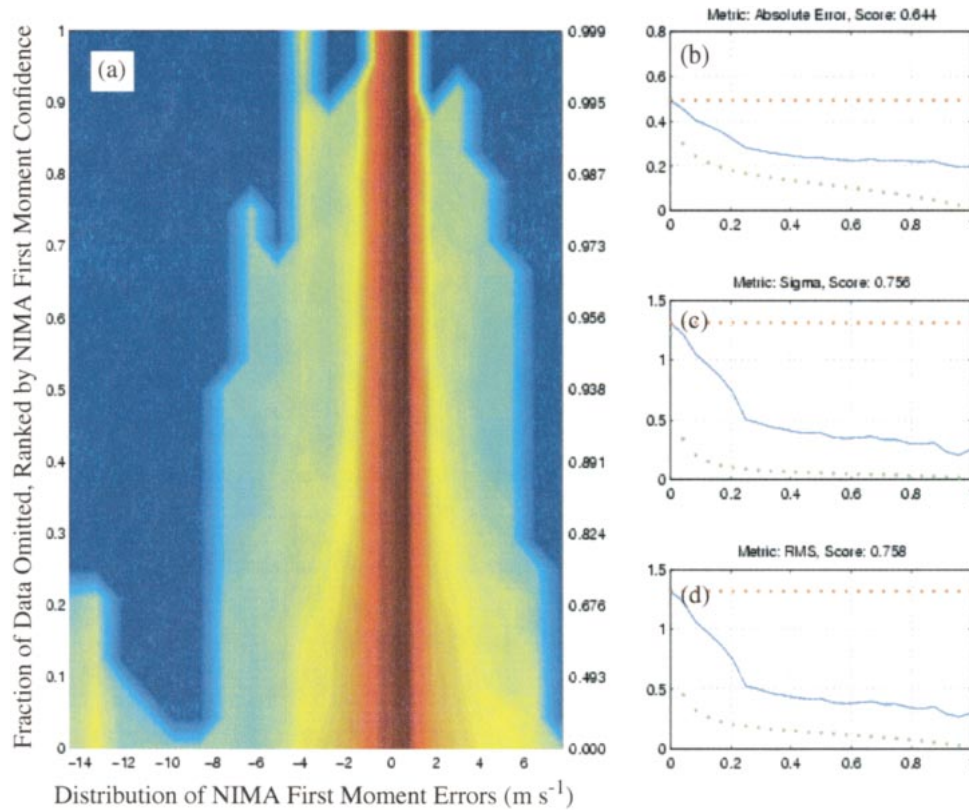 (a)
Fraction of Data Omitted, Ranked by NIMA First Moment Confidence
1
0.9
0.8
0.7
0.6
0.5
0.4
0.3
0.2
0.1
0
0.999
0.995
0.987
0.973
0.956
0.938
0.891
0.824
0.676
0.493
0.000
-14 -12 -10 -8 -6 -4 -2 0 2 4 6
Distribution of NIMA First Moment Errors (m s⁻¹)
Metric: Absolute Error, Score: 0.644
(b)
0.8
0.6
0.4
0.2
0
0 0.2 0.4 0.6 0.8
Metric: Sigma, Score: 0.756
(c)
1.5
1
0.5
0
0 0.2 0.4 0.6 0.8
Metric: RMS, Score: 0.758
(d)
1.5
1
0.5
0
0 0.2 0.4 0.6 0.8